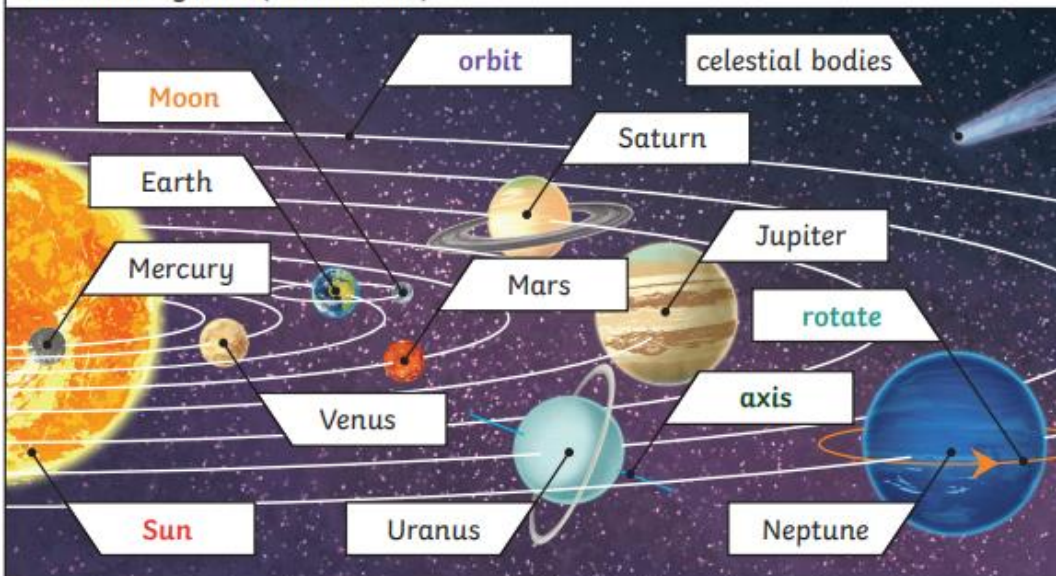 orbit
celestial bodies
Moon
Saturn
Earth
Jupiter
Mercury
Mars
rotate
axis
Venus
Sun
Uranus
Neptune